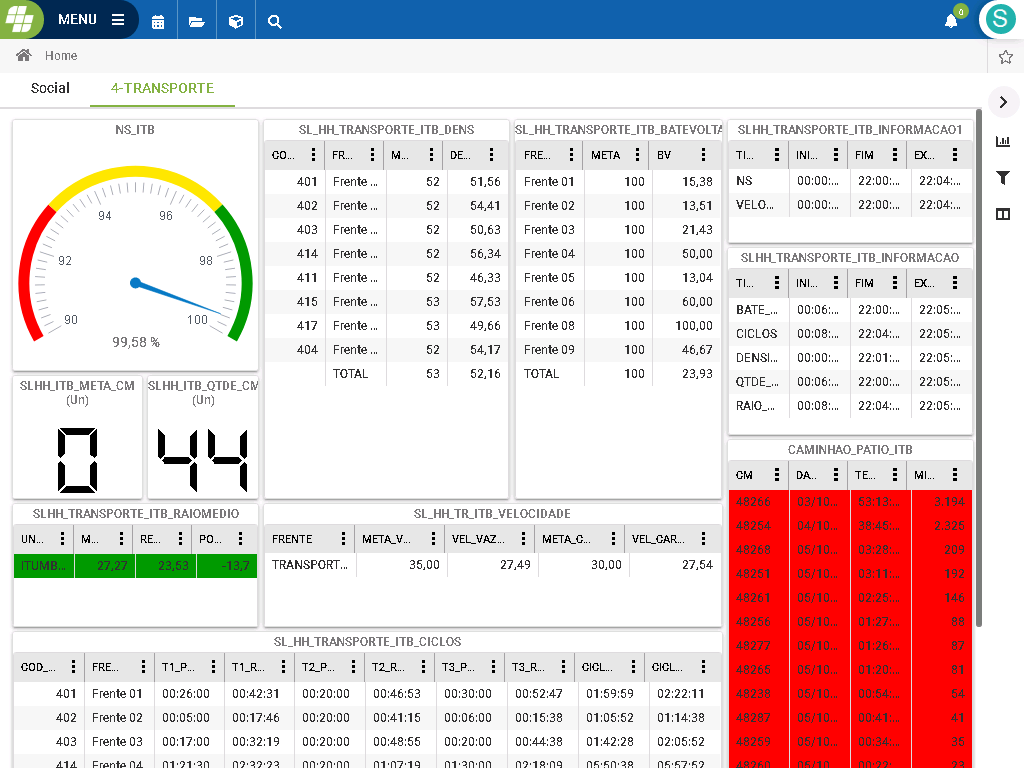 MENU
0
S
Home
Social
4-TRANSPORTE
NS_ITB
90
92
94
96
98
100
99,58 %
SLHH_ITB_META_CM
(Un)
0
SLHH_ITB_QTDE_CM
(Un)
44
SL_HH_TRANSPORTE_ITB_DENS
CO... FR... M... DE...
401 Frente ... 52 51,56
402 Frente ... 52 54,41
403 Frente ... 52 50,63
414 Frente ... 52 56,34
411 Frente ... 52 46,33
415 Frente ... 53 57,53
417 Frente ... 53 49,66
404 Frente ... 52 54,17
TOTAL 53 52,16
SL_HH_TRANSPORTE_ITB_BATEVOLTA
FRE... META BV
Frente 01 100 15,38
Frente 02 100 13,51
Frente 03 100 21,43
Frente 04 100 50,00
Frente 05 100 13,04
Frente 06 100 60,00
Frente 08 100 100,00
Frente 09 100 46,67
TOTAL 100 23,93
SLHH_TRANSPORTE_ITB_INFORMACAO1
TI... INI... FIM EX...
NS 00:00:... 22:00:... 22:04:...
VELO... 00:00:... 22:00:... 22:04:...
SLHH_TRANSPORTE_ITB_INFORMACAO
TI... INI... FIM EX...
BATE_... 00:06:... 22:00:... 22:05:...
CICLOS 00:08:... 22:04:... 22:05:...
DENSI... 00:00:... 22:01:... 22:05:...
QTDE_... 00:06:... 22:00:... 22:05:...
RAIO_... 00:08:... 22:04:... 22:05:...
CAMINHAO_PATIO_ITB
CM DA... TE... MI...
48266 03/10... 53:13:... 3.194
48254 04/10... 38:45:... 2.325
48268 05/10... 03:28:... 209
48251 05/10... 03:11:... 192
48261 05/10... 02:25:... 146
48256 05/10... 01:27:... 88
48277 05/10... 01:26:... 87
48265 05/10... 01:20:... 81
48238 05/10... 00:54:... 54
48287 05/10... 00:41:... 41
48259 05/10... 00:34:... 35
48260 05/10... 00:22:... 23
SLHH_TRANSPORTE_ITB_RAIOMEDIO
UN... M... RE... PO...
ITUMB... 27,27 23,53 -13,7
SL_HH_TR_ITB_VELOCIDADE
FRENTE META_V... VEL_VAZ... META_C... VEL_CAR...
TRANSPORT... 35,00 27,49 30,00 27,54
SL_HH_TRANSPORTE_ITB_CICLOS
COD_... FRE... T1_P... T1_R... T2_P... T2_R... T3_P... T3_R... CICL... CICL...
401 Frente 01 00:26:00 00:42:31 00:20:00 00:46:53 00:30:00 00:52:47 01:59:59 02:22:11
402 Frente 02 00:05:00 00:17:46 00:20:00 00:41:15 00:06:00 00:15:38 01:05:52 01:14:38
403 Frente 03 00:17:00 00:32:19 00:20:00 00:48:55 00:20:00 00:44:38 01:42:28 02:05:52
414 Frente 04 01:21:30 02:32:23 00:20:00 01:07:19 01:30:00 02:18:09 05:50:38 05:57:52